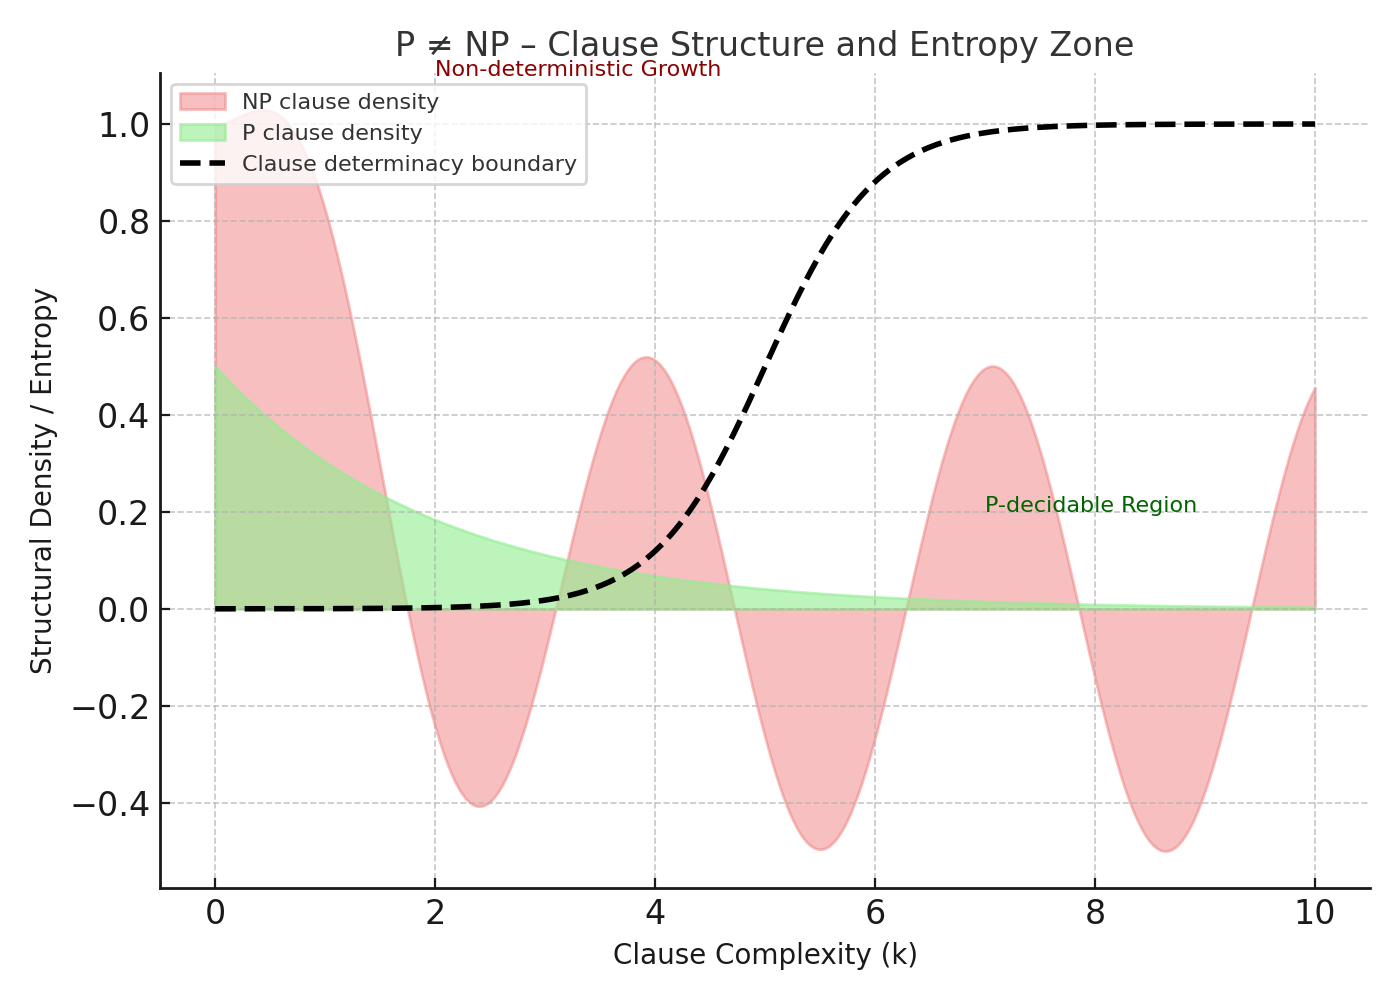 P ≠ NP – Clause Structure and Entropy Zone
Non-deterministic Growth
NP clause density
P clause density
Clause determinacy boundary
P-decidable Region
Structural Density / Entropy
1.0
0.8
0.6
0.4
0.2
0.0
−0.2
−0.4
0 2 4 6 8 10
Clause Complexity (k)